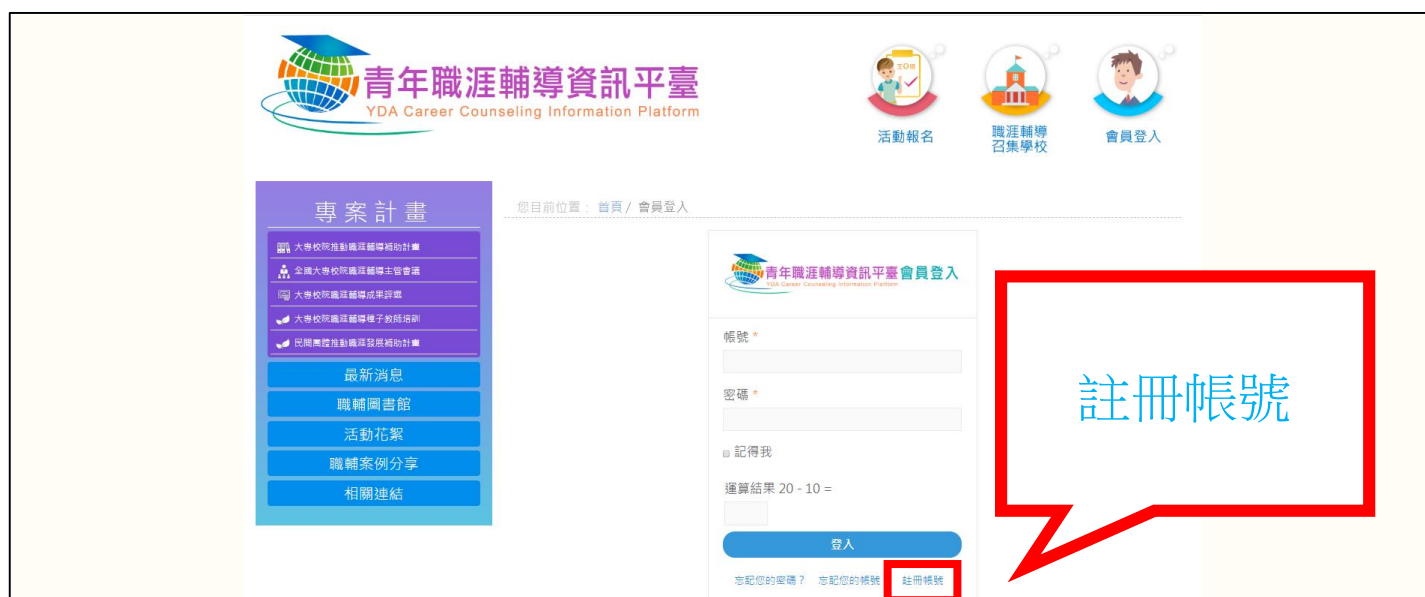 青年職涯輔導資訊平臺
YDA Career Counseling Information Platform
活動報名
職涯輔導
召集學校
會員登入
專案計畫
大專校院推動職涯輔導補助計畫
全國大專校院職涯輔導主管會議
大專校院職涯輔導成果評選
大專校院職涯輔導種子教師培訓
民間團體推動職涯發展補助計畫
最新消息
職輔圖書館
活動花絮
職輔案例分享
相關連結
您目前位置： 首頁 / 會員登入
青年職涯輔導資訊平臺會員登入
YDA Career Counseling Information Platform
帳號 *
密碼 *
記得我
運算結果 20 - 10 =
登入
忘記您的密碼？ 忘記您的帳號 註冊帳號
註冊帳號